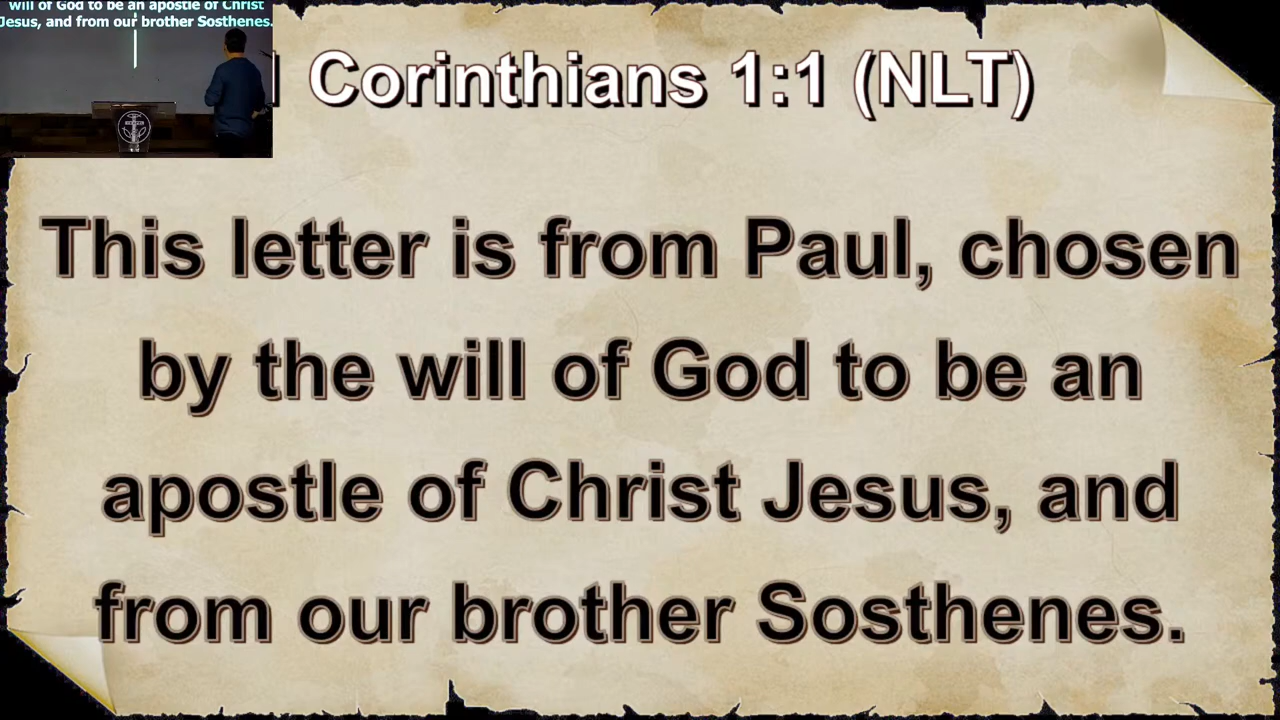 will of God to be an apostle of Christ
Jesus, and from our brother Sosthenes.
Corinthians 1:1 (NLT)
This letter is from Paul, chosen
by the will of God to be an
apostle of Christ Jesus, and
from our brother Sosthenes.